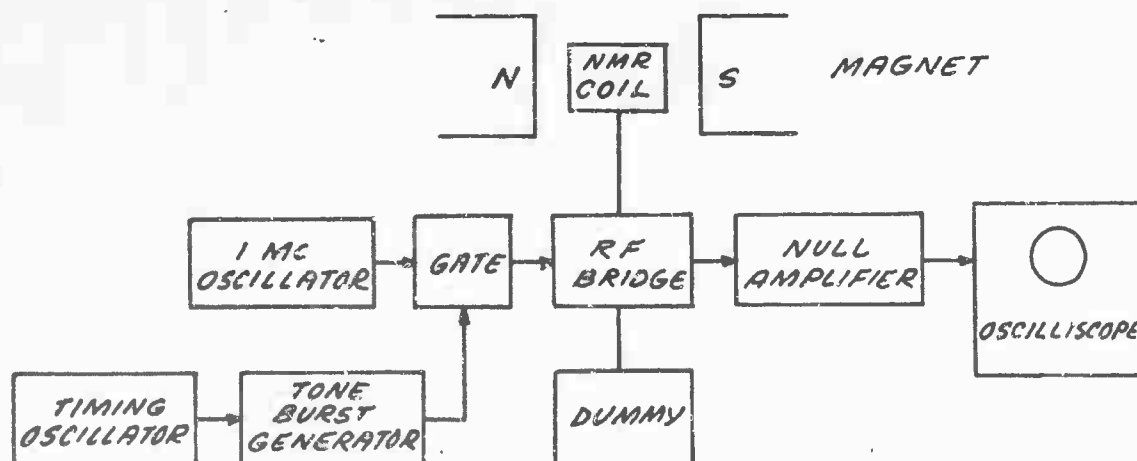 N
NMR
COIL
S
MAGNET
1 MC
OSCILLATOR
GATE
RF
BRIDGE
NULL
AMPLIFIER
OSCILLISCOPE
TIMING
OSCILLATOR
TONE
BURST
GENERATOR
DUMMY